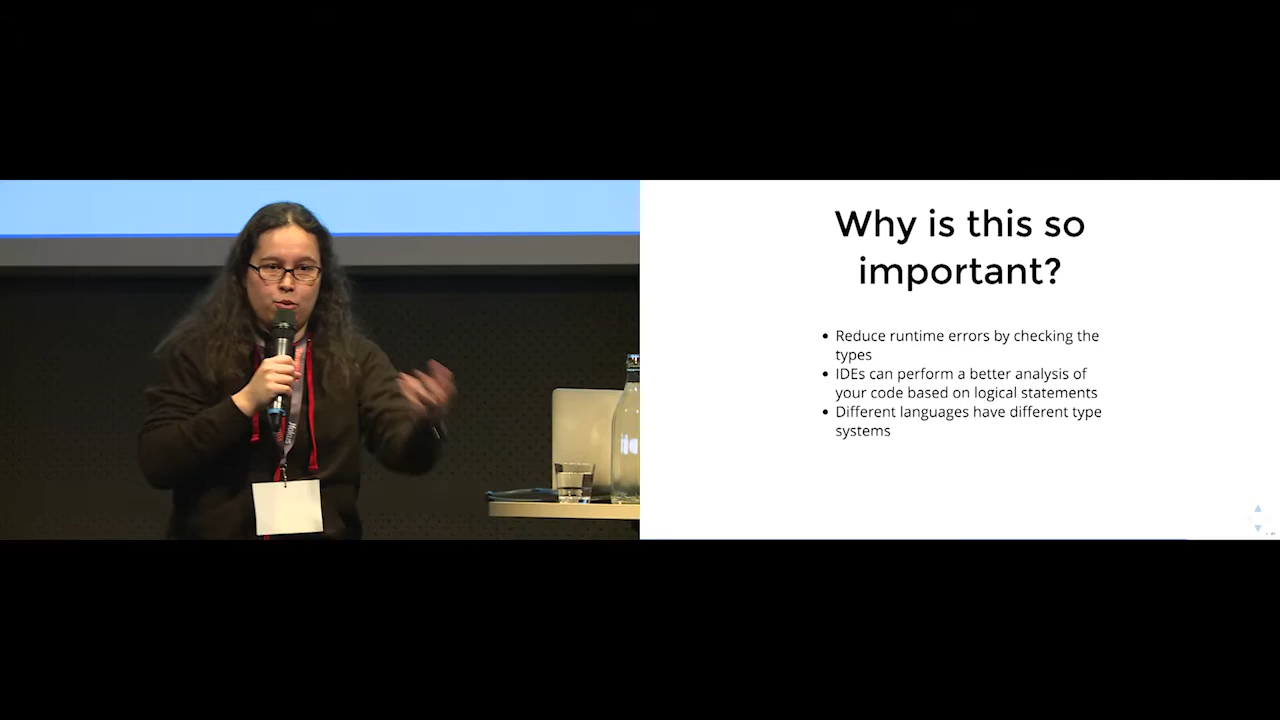 Why is this so
important?
Reduce runtime errors by checking the
types
IDEs can perform a better analysis of
your code based on logical statements
Different languages have different type
systems